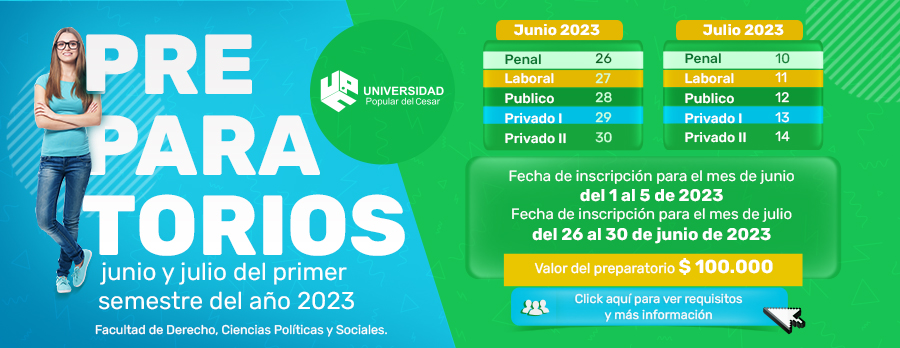 PRE
PARA
TORIOS
junio y julio del primer
semestre del año 2023
Facultad de Derecho, Ciencias Políticas y Sociales.
UPC
UNIVERSIDAD
Popular del Cesar
Junio 2023
Penal 26
Laboral 27
Publico 28
Privado I 29
Privado II 30
Julio 2023
Penal 10
Laboral 11
Publico 12
Privado I 13
Privado II 14
Fecha de inscripción para el mes de junio
del 1 al 5 de 2023
Fecha de inscripción para el mes de julio
del 26 al 30 de junio de 2023
Valor del preparatorio $ 100.000
Click aquí para ver requisitos
y más información